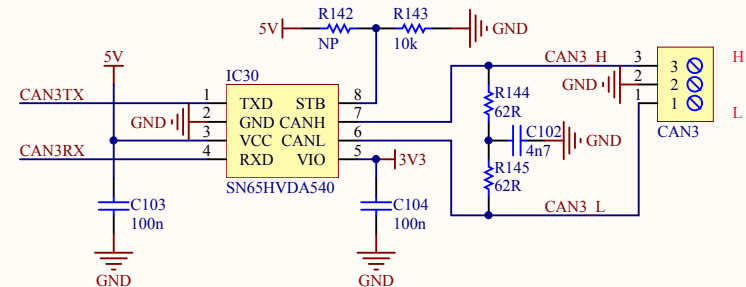 R142 R143
5V NP 10k GND
5V
IC30
CAN3TX 1 TXD STB 8
GND 2 GND CANH 7
3 VCC CANL 6
CAN3RX 4 RXD VIO 5 3V3
SN65HVDA540
C103
100n
GND
C104
100n
GND
CAN3_H
R144
62R
C102
4n7
GND
R145
62R
CAN3_L
GND
3 3
2 2
1 1
CAN3
H
L